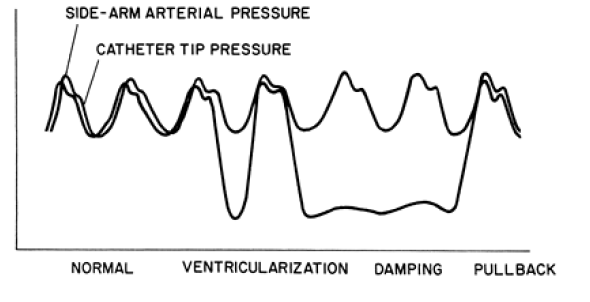 SIDE-ARM ARTERIAL PRESSURE
CATHETER TIP PRESSURE
NORMAL VENTRICULARIZATION DAMPING PULLBACK